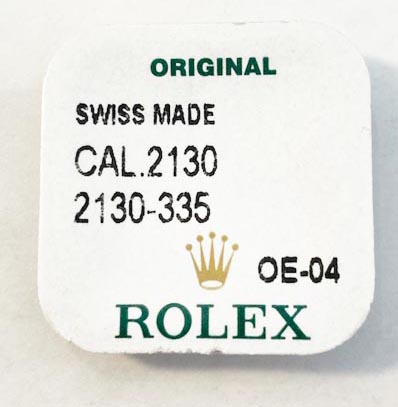 ORIGINAL
SWISS MADE
CAL.2130
2130-335
OE-04
ROLEX